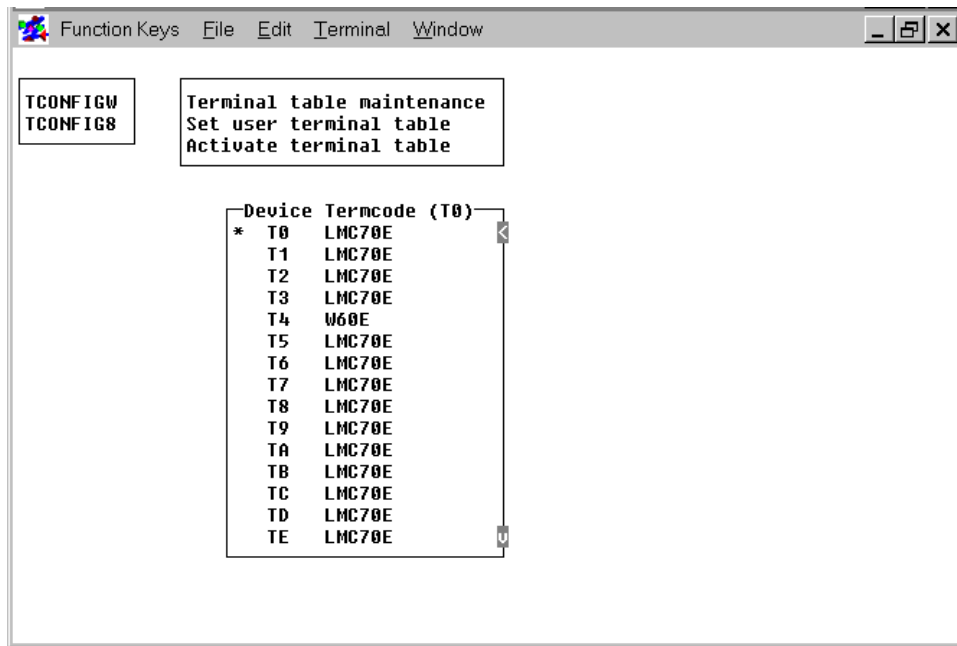 Function Keys File Edit Terminal Window
TCONFIGW
TCONFIG8
Terminal table maintenance
Set user terminal table
Activate terminal table
Device Termcode (T0)
* T0 LMC70E <
T1 LMC70E
T2 LMC70E
T3 LMC70E
T4 W60E
T5 LMC70E
T6 LMC70E
T7 LMC70E
T8 LMC70E
T9 LMC70E
TA LMC70E
TB LMC70E
TC LMC70E
TD LMC70E
TE LMC70E v